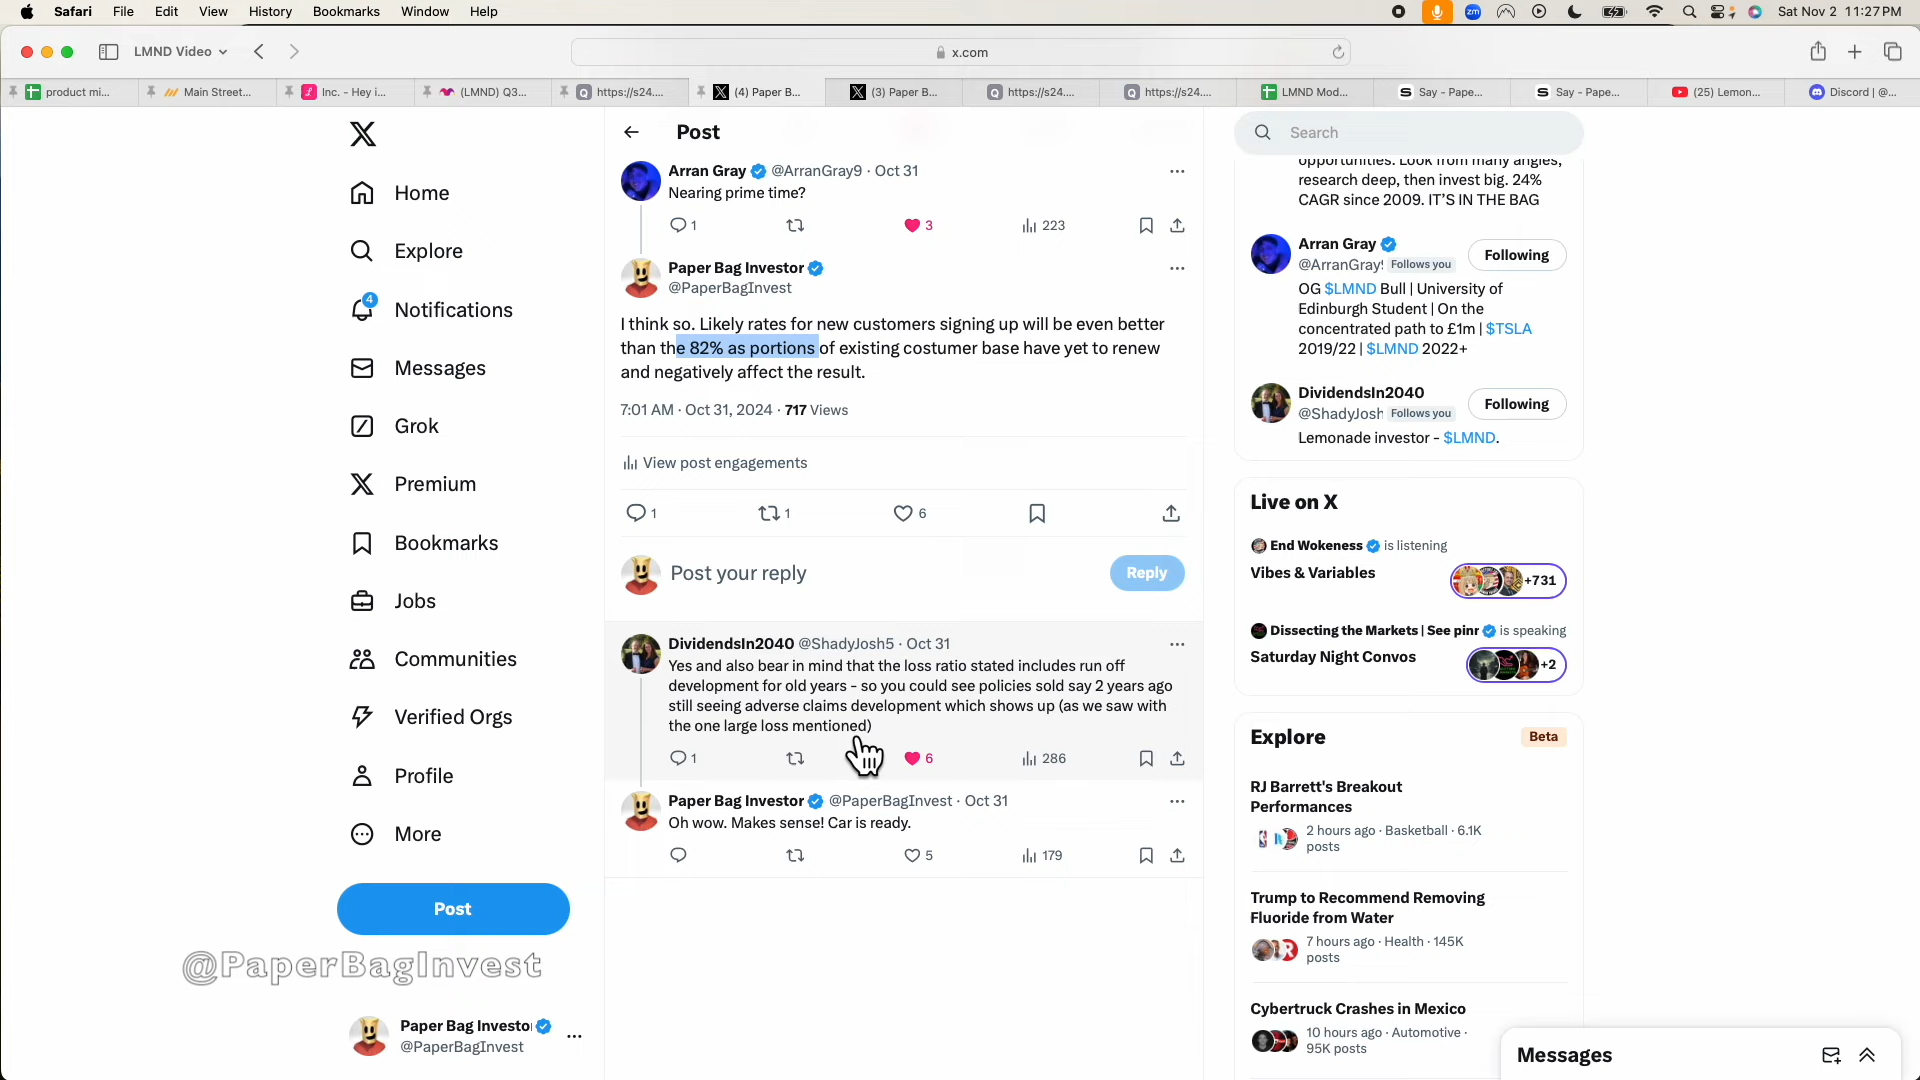 Safari File Edit View History Bookmarks Window Help
zm
Sat Nov 2 11:27 PM
LMND Video
x.com
product mi...
Main Street...
Inc. - Hey i...
(LMND) Q3...
https://s24....
(4) Paper B...
(3) Paper B...
https://s24....
https://s24....
LMND Mod...
Say - Pape...
Say - Pape...
(25) Lemon...
Discord | @...
Home
Explore
4
Notifications
Messages
Grok
Premium
Bookmarks
Jobs
Communities
Verified Orgs
Profile
More
Post
@PaperBagInvest
Paper Bag Investo
@PaperBagInvest
Post
Arran Gray @ArranGray9 · Oct 31
Nearing prime time?
1 3 223
Paper Bag Investor
@PaperBagInvest
I think so. Likely rates for new customers signing up will be even better
than the 82% as portions of existing costumer base have yet to renew
and negatively affect the result.
7:01 AM · Oct 31, 2024 · 717 Views
View post engagements
1 1 6
Post your reply
Reply
DividendsIn2040 @ShadyJosh5 · Oct 31
Yes and also bear in mind that the loss ratio stated includes run off
development for old years - so you could see policies sold say 2 years ago
still seeing adverse claims development which shows up (as we saw with
the one large loss mentioned)
1 6 286
Paper Bag Investor @PaperBagInvest · Oct 31
Oh wow. Makes sense! Car is ready.
5 179
Search
opportunities. Look from many angles,
research deep, then invest big. 24%
CAGR since 2009. IT'S IN THE BAG
Arran Gray
@ArranGray9 Follows you
Following
OG $LMND Bull | University of
Edinburgh Student | On the
concentrated path to £1m | $TSLA
2019/22 | $LMND 2022+
DividendsIn2040
@ShadyJosh Follows you
Following
Lemonade investor - $LMND.
Live on X
End Wokeness is listening
Vibes & Variables
+731
Dissecting the Markets | See pinr is speaking
Saturday Night Convos
+2
Explore
Beta
RJ Barrett's Breakout
Performances
2 hours ago · Basketball · 6.1K
posts
Trump to Recommend Removing
Fluoride from Water
7 hours ago · Health · 145K
posts
Cybertruck Crashes in Mexico
10 hours ago · Automotive ·
95K posts
Messages